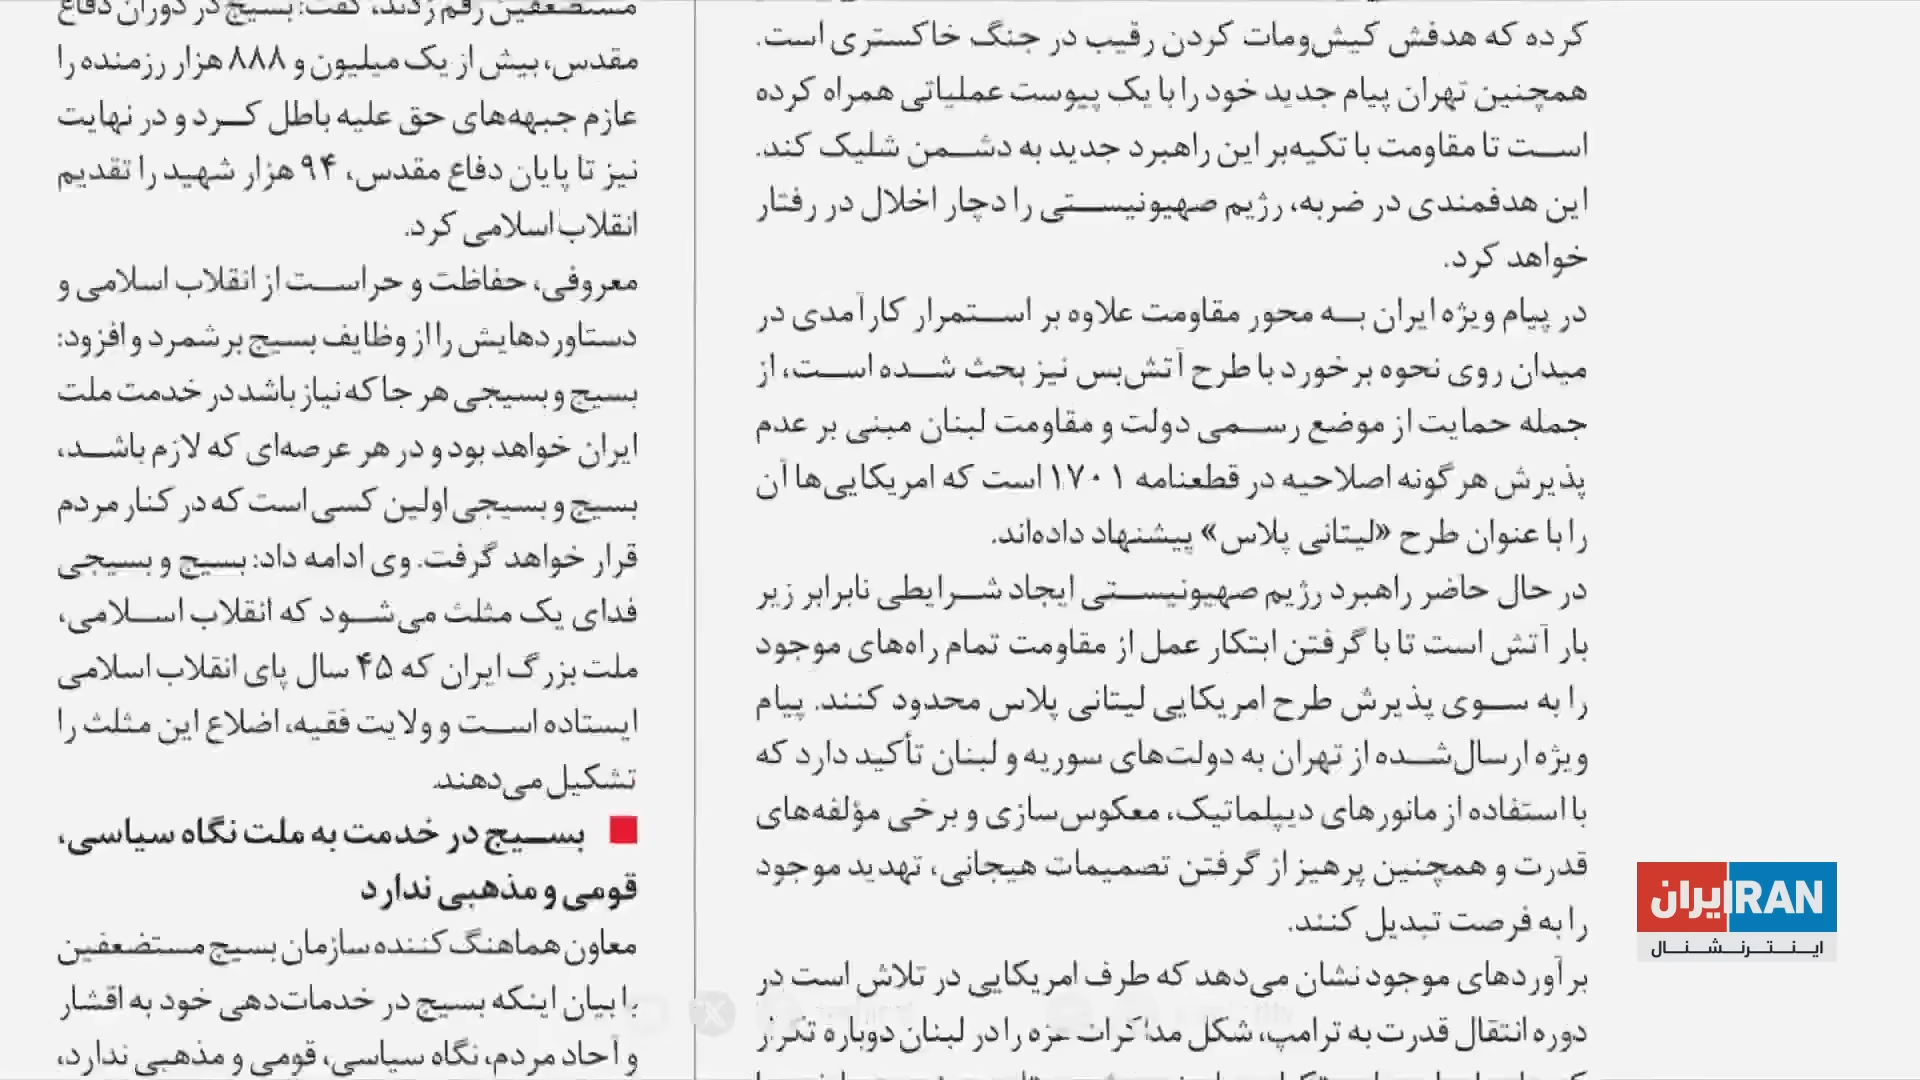 کرده که هدفش کیش‌ومات کردن رقیب در جنگ خاکستری است.
همچنین تهران پیام جدید خود را با یک پیوست عملیاتی همراه کرده
است تا مقاومت با تکیه‌بر این راهبرد جدید به دشمن شلیک کند.
این هدفمندی در ضربه، رژیم صهیونیستی را دچار اخلال در رفتار
خواهد کرد.
در پیام ویژه ایران به محور مقاومت علاوه بر استمرار کارآمدی در
میدان روی نحوه برخورد با طرح آتش‌بس نیز بحث شده است، از
جمله حمایت از موضع رسمی دولت و مقاومت لبنان مبنی بر عدم
پذیرش هرگونه اصلاحیه در قطعنامه ۱۷۰۱ است که امریکایی‌ها آن
را با عنوان طرح «لیتانی پلاس» پیشنهاد داده‌اند.
در حال حاضر راهبرد رژیم صهیونیستی ایجاد شرایطی نابرابر زیر
بار آتش است تا با گرفتن ابتکار عمل از مقاومت تمام راه‌های موجود
را به سوی پذیرش طرح امریکایی لیتانی پلاس محدود کنند. پیام
ویژه ارسال‌شده از تهران به دولت‌های سوریه و لبنان تأکید دارد که
با استفاده از مانورهای دیپلماتیک، معکوس‌سازی و برخی مؤلفه‌های
قدرت و همچنین پرهیز از گرفتن تصمیمات هیجانی، تهدید موجود
را به فرصت تبدیل کنند.
برآوردهای موجود نشان می‌دهد که طرف امریکایی در تلاش است در
دوره انتقال قدرت به ترامپ، شکل مذاکرات غزه را در لبنان دوباره تکرار
مستضعفین رقم زدند، گفت: بسیج در دوران دفاع
مقدس، بیش از یک میلیون و ۸۸۸ هزار رزمنده را
عازم جبهه‌های حق علیه باطل کرد و در نهایت
نیز تا پایان دفاع مقدس، ۹۴ هزار شهید را تقدیم
انقلاب اسلامی کرد.
معروفی، حفاظت و حراست از انقلاب اسلامی و
دستاوردهایش را از وظایف بسیج برشمرد و افزود:
بسیج و بسیجی هر جا که نیاز باشد در خدمت ملت
ایران خواهد بود و در هر عرصه‌ای که لازم باشد،
بسیج و بسیجی اولین کسی است که در کنار مردم
قرار خواهد گرفت. وی ادامه داد: بسیج و بسیجی
فدای یک مثلث می‌شود که انقلاب اسلامی،
ملت بزرگ ایران که ۴۵ سال پای انقلاب اسلامی
ایستاده است و ولایت فقیه، اضلاع این مثلث را
تشکیل می‌دهند.
بسیج در خدمت به ملت نگاه سیاسی،
قومی و مذهبی ندارد
معاون هماهنگ‌کننده سازمان بسیج مستضعفین
با بیان اینکه بسیج در خدمات‌دهی خود به اقشار
و آحاد مردم، نگاه سیاسی، قومی و مذهبی ندارد،
ایران IRAN
اینترنشنال